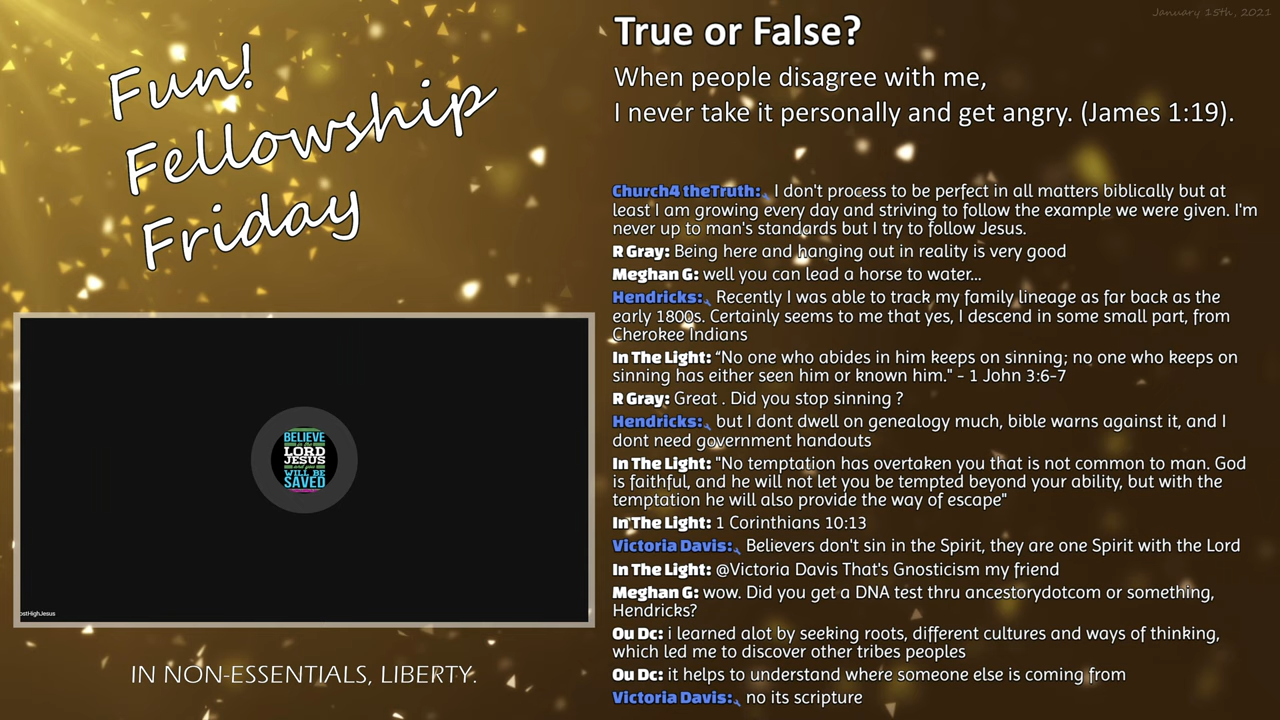 January 15th, 2021
Fun!
Fellowship
Friday
True or False?
When people disagree with me,
I never take it personally and get angry. (James 1:19).
Church4 theTruth: I don't process to be perfect in all matters biblically but at
least I am growing every day and striving to follow the example we were given. I'm
never up to man's standards but I try to follow Jesus.
R Gray: Being here and hanging out in reality is very good
Meghan G: well you can lead a horse to water...
Hendricks: Recently I was able to track my family lineage as far back as the
early 1800s. Certainly seems to me that yes, I descend in some small part, from
Cherokee Indians
In The Light: “No one who abides in him keeps on sinning; no one who keeps on
sinning has either seen him or known him." - 1 John 3:6-7
R Gray: Great . Did you stop sinning ?
Hendricks: but I dont dwell on genealogy much, bible warns against it, and I
dont need government handouts
In The Light: "No temptation has overtaken you that is not common to man. God
is faithful, and he will not let you be tempted beyond your ability, but with the
temptation he will also provide the way of escape"
In The Light: 1 Corinthians 10:13
Victoria Davis: Believers don't sin in the Spirit, they are one Spirit with the Lord
In The Light: @Victoria Davis That's Gnosticism my friend
Meghan G: wow. Did you get a DNA test thru ancestorydotcom or something,
Hendricks?
Ou Dc: i learned alot by seeking roots, different cultures and ways of thinking,
which led me to discover other tribes peoples
Ou Dc: it helps to understand where someone else is coming from
Victoria Davis: no its scripture
BELIEVE
in the
LORD
JESUS
and you
WILL BE
SAVED
ostHighJesus
IN NON-ESSENTIALS, LIBERTY.